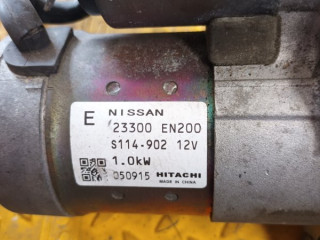 E NISSAN
23300 EN200
S114-902 12V
1.0kW
050915 HITACHI
MADE IN CHINA